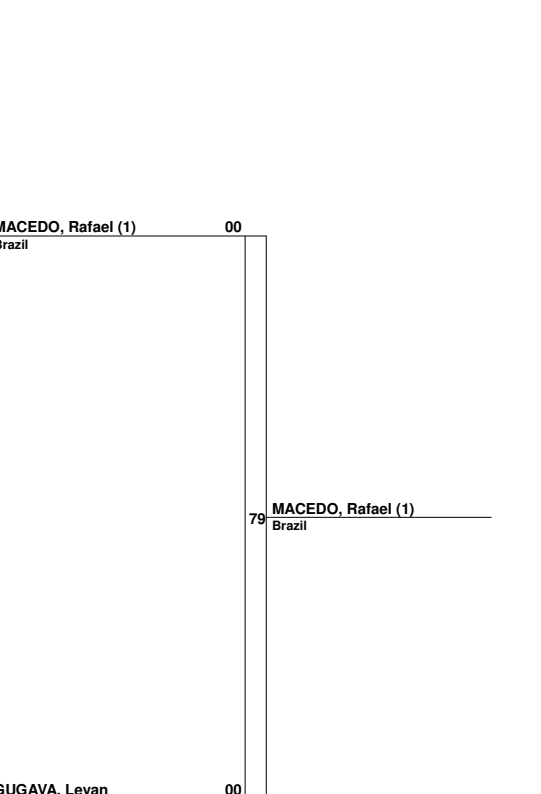 MACEDO, Rafael (1) 00
Brazil
79
MACEDO, Rafael (1)
Brazil
GUGAVA, Levan 00